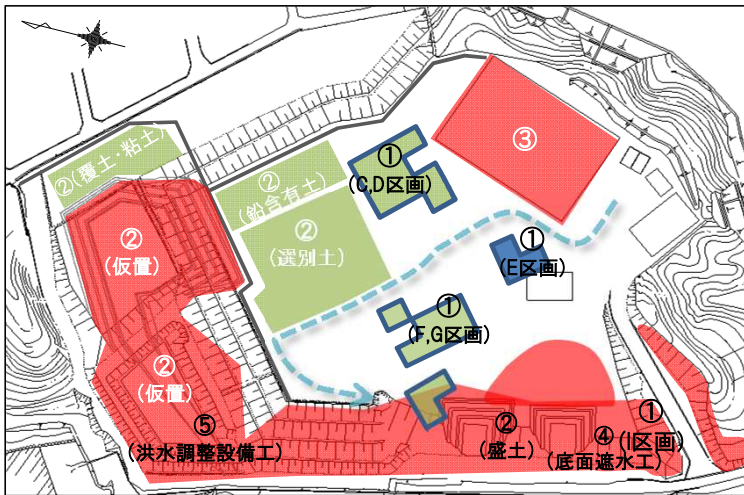 ③
①
(C,D区画)
②(覆土・粘土)
②
(鉛含有土)
②
(選別土)
②
(仮置)
①
(E区画)
①
(F,G区画)
②
(仮置)
⑤
(洪水調整設備工)
②
(盛土)
①
④(I区画)
(底面遮水工)